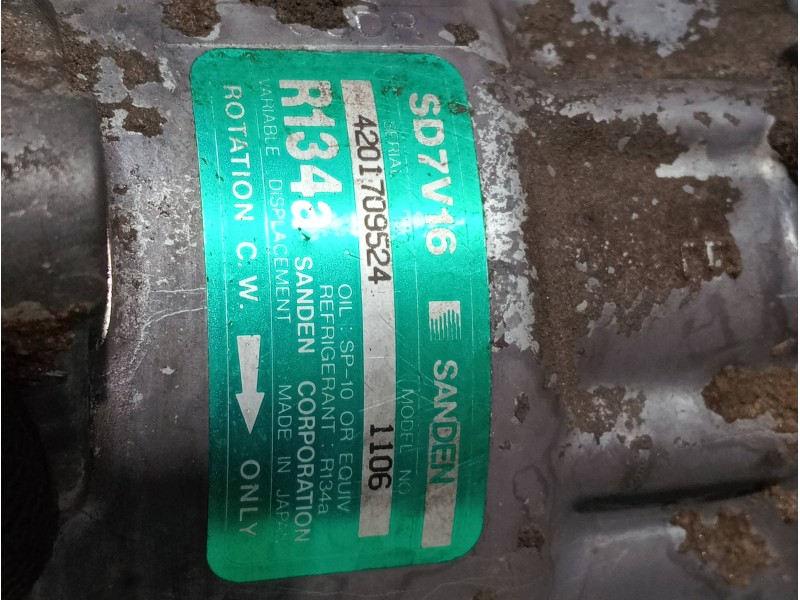 SD7V16 SANDEN
SERIAL MODEL NO
4201709524 1106
OIL : SP-10 OR EQUIV
REFRIGERANT : R134a
R134a SANDEN CORPORATION
VARIABLE DISPLACEMENT MADE IN JAPAN
ROTATION C.W. ONLY